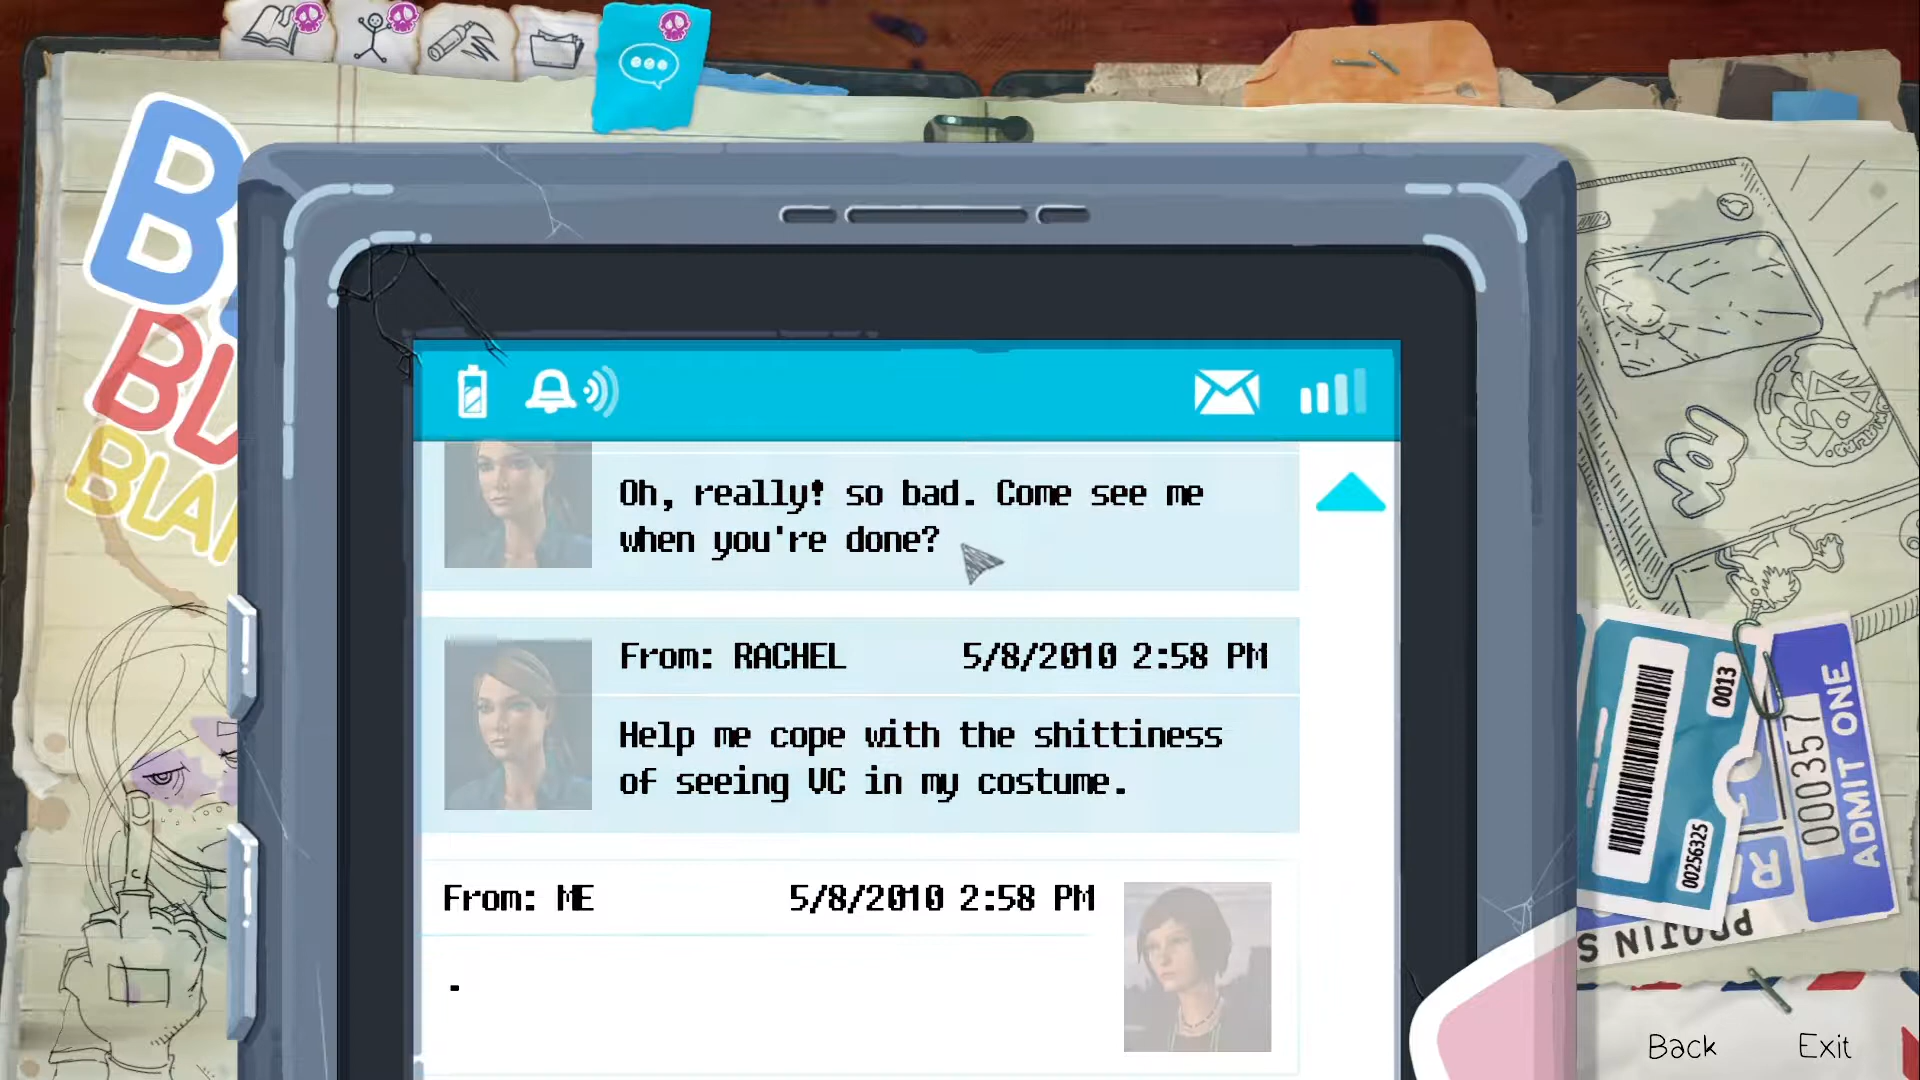 Oh, really! so bad. Come see me
when you're done?
From: RACHEL 5/8/2010 2:58 PM
Help me cope with the shittiness
of seeing VC in my costume.
From: ME 5/8/2010 2:58 PM
.
0013
00256325
000357
ADMIT ONE
Back Exit